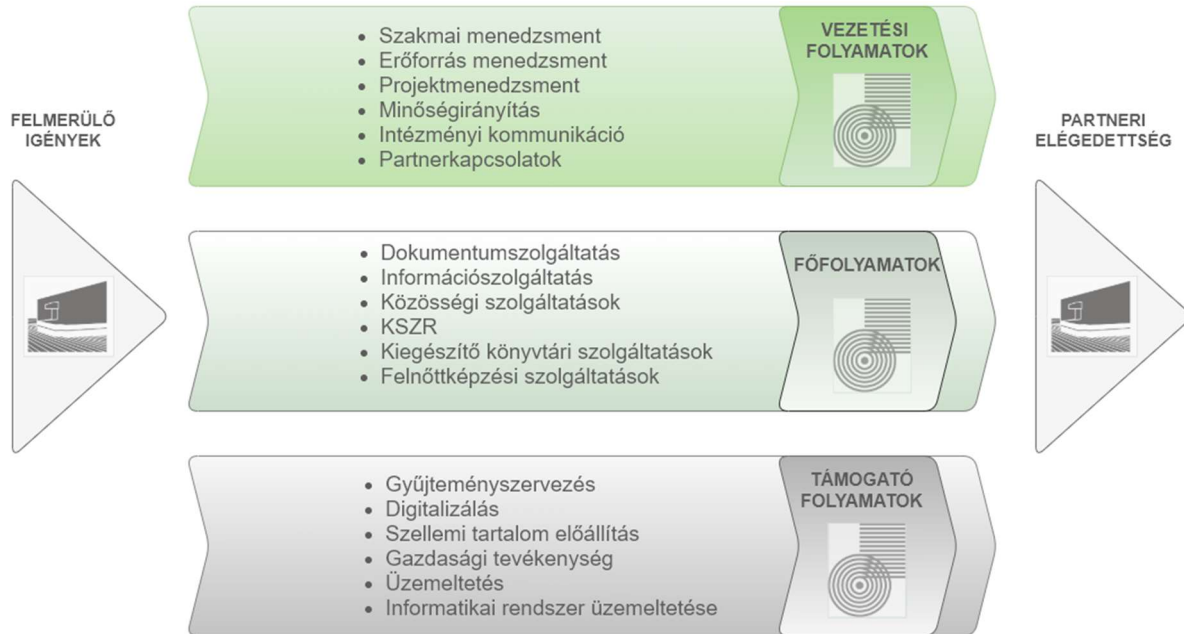 FELMERÜLŐ
IGÉNYEK
• Szakmai menedzsment
• Erőforrás menedzsment
• Projektmenedzsment
• Minőségirányítás
• Intézményi kommunikáció
• Partnerkapcsolatok
VEZETÉSI
FOLYAMATOK
• Dokumentumszolgáltatás
• Információszolgáltatás
• Közösségi szolgáltatások
• KSZR
• Kiegészítő könyvtári szolgáltatások
• Felnőttképzési szolgáltatások
FŐFOLYAMATOK
• Gyűjteményszervezés
• Digitalizálás
• Szellemi tartalom előállítás
• Gazdasági tevékenység
• Üzemeltetés
• Informatikai rendszer üzemeltetése
TÁMOGATÓ
FOLYAMATOK
PARTNERI
ELÉGEDETTSÉG